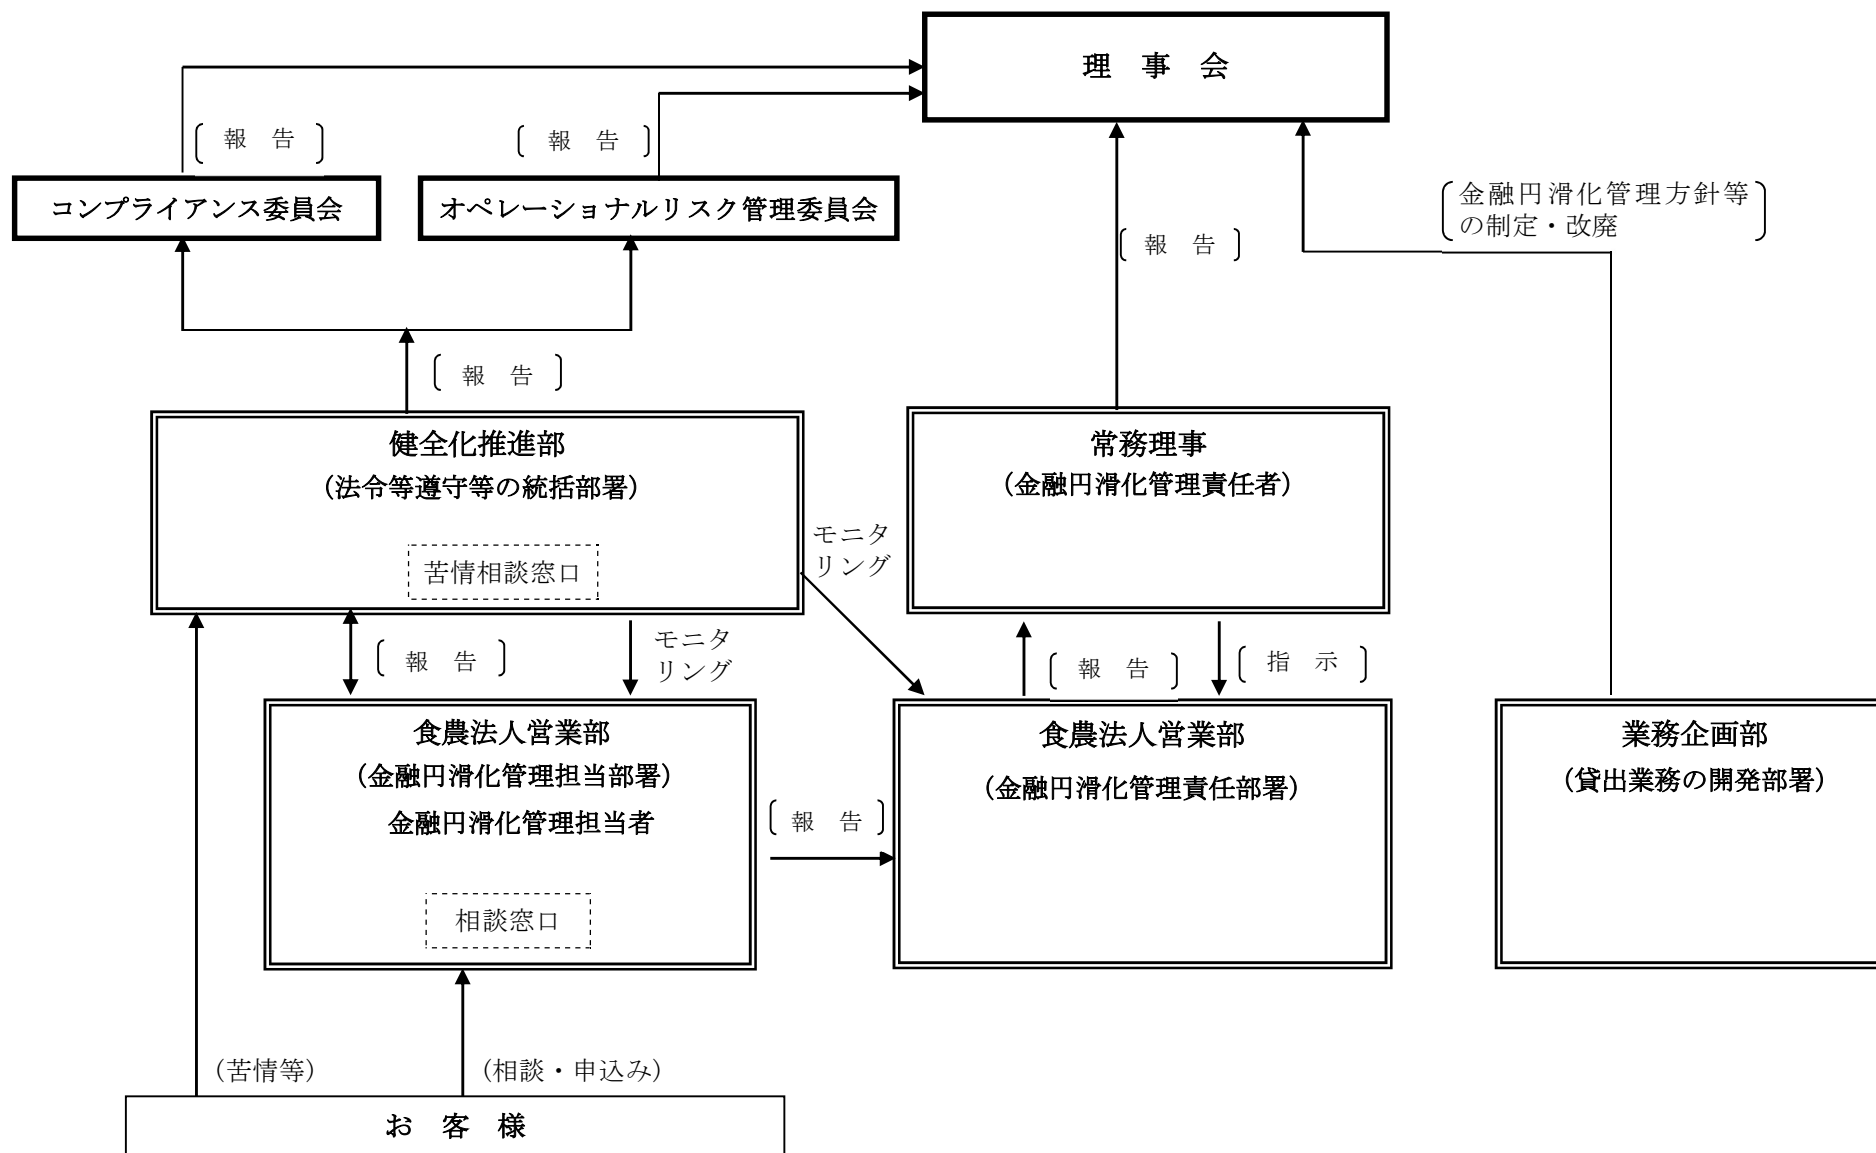 理　事　会
〔　報　告　〕
〔　報　告　〕
コンプライアンス委員会
オペレーショナルリスク管理委員会
金融円滑化管理方針等
の制定・改廃
〔　報　告　〕
〔　報　告　〕
健全化推進部
（法令等遵守等の統括部署）
苦情相談窓口
モニタ
リング
常務理事
（金融円滑化管理責任者）
〔　報　告　〕
モニタ
リング
〔　報　告　〕
〔　指　示　〕
食農法人営業部
（金融円滑化管理担当部署）
金融円滑化管理担当者
相談窓口
〔　報　告　〕
食農法人営業部
（金融円滑化管理責任部署）
業務企画部
（貸出業務の開発部署）
（苦情等）
（相談・申込み）
お　客　様